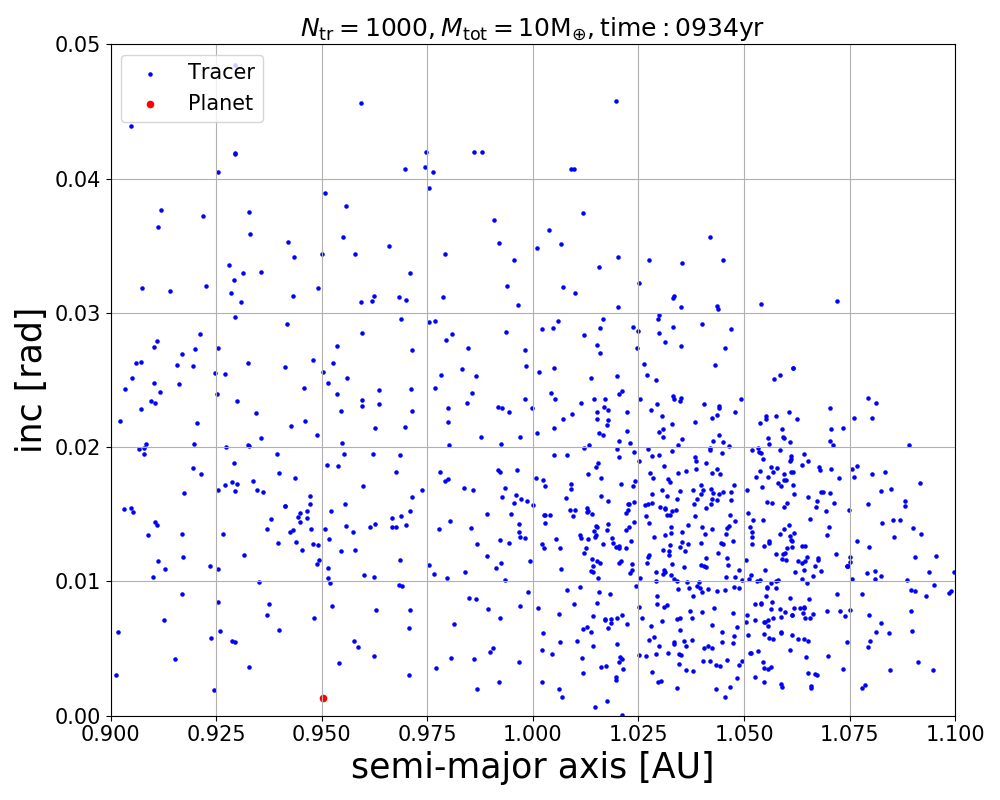 N_tr = 1000, M_tot = 10M_⊕, time : 0934yr
Tracer
Planet
inc [rad]
0.05
0.04
0.03
0.02
0.01
0.00
0.900 0.925 0.950 0.975 1.000 1.025 1.050 1.075 1.100
semi-major axis [AU]